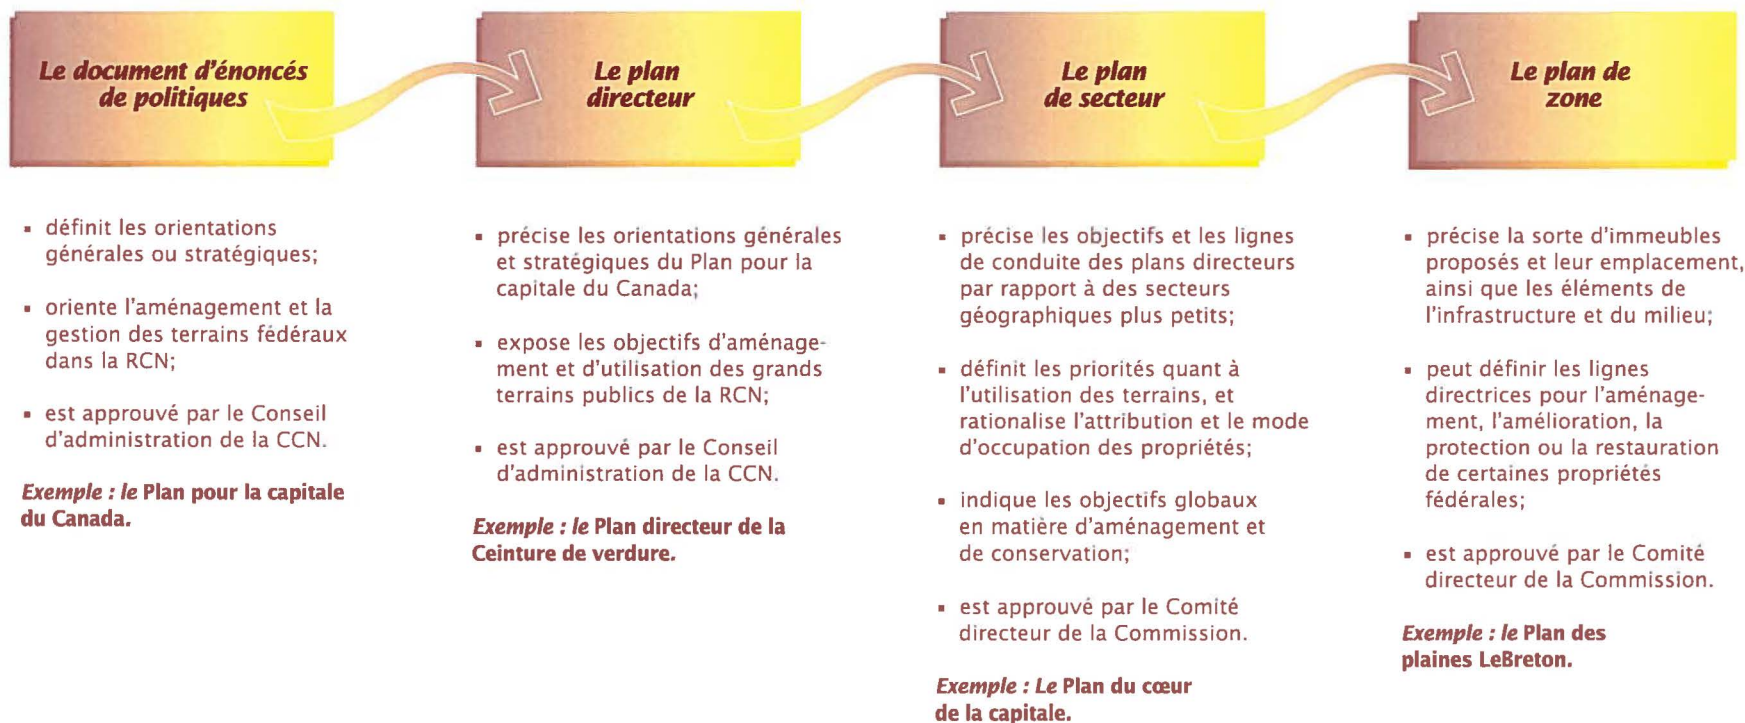 Le document d'énoncés
de politiques
▪ définit les orientations
générales ou stratégiques;
▪ oriente l'aménagement et la
gestion des terrains fédéraux
dans la RCN;
▪ est approuvé par le Conseil
d'administration de la CCN.
Exemple : le Plan pour la capitale
du Canada.
Le plan
directeur
▪ précise les orientations générales
et stratégiques du Plan pour la
capitale du Canada;
▪ expose les objectifs d'aménage-
ment et d'utilisation des grands
terrains publics de la RCN;
▪ est approuvé par le Conseil
d'administration de la CCN.
Exemple : le Plan directeur de la
Ceinture de verdure.
Le plan
de secteur
▪ précise les objectifs et les lignes
de conduite des plans directeurs
par rapport à des secteurs
géographiques plus petits;
▪ définit les priorités quant à
l'utilisation des terrains, et
rationalise l'attribution et le mode
d'occupation des propriétés;
▪ indique les objectifs globaux
en matière d'aménagement et
de conservation;
▪ est approuvé par le Comité
directeur de la Commission.
Exemple : Le Plan du cœur
de la capitale.
Le plan de
zone
▪ précise la sorte d'immeubles
proposés et leur emplacement,
ainsi que les éléments de
l'infrastructure et du milieu;
▪ peut définir les lignes
directrices pour l'aménage-
ment, l'amélioration, la
protection ou la restauration
de certaines propriétés
fédérales;
▪ est approuvé par le Comité
directeur de la Commission.
Exemple : le Plan des
plaines LeBreton.